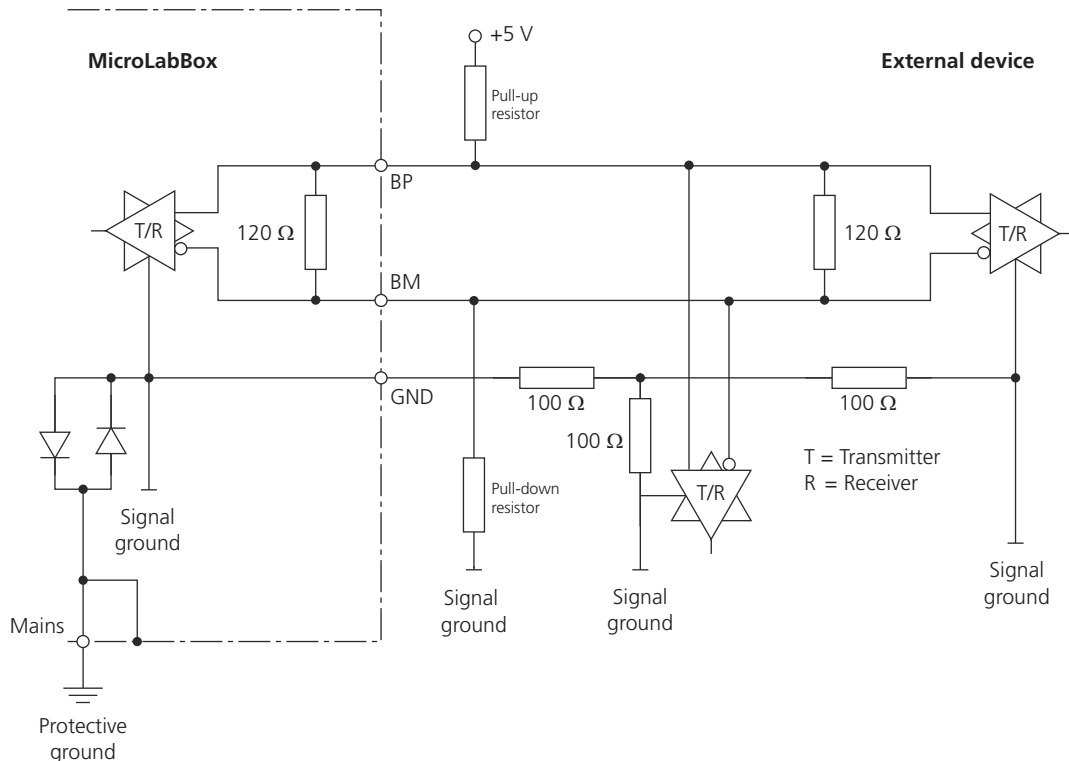 +5 V
MicroLabBox
External device
Pull-up
resistor
BP
T/R
120 Ω
120 Ω
T/R
BM
GND
100 Ω
100 Ω
100 Ω
T = Transmitter
R = Receiver
T/R
Pull-down
resistor
Signal
ground
Signal
ground
Signal
ground
Signal
ground
Mains
Protective
ground